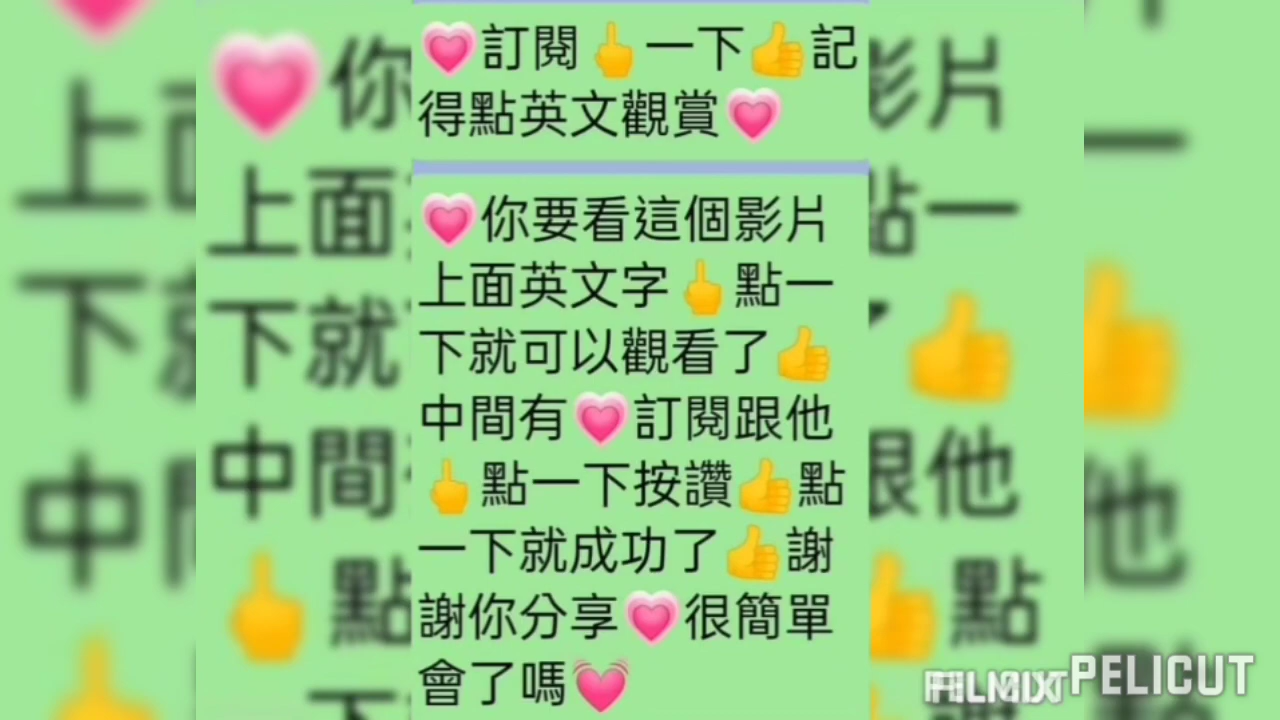 💗訂閱🖕一下👍記
得點英文觀賞💗
💗你要看這個影片
上面英文字🖕點一
下就可以觀看了👍
中間有💗訂閱跟他
🖕點一下按讚👍點
一下就成功了👍謝
謝你分享💗很簡單
會了嗎💓
FILMIX
PELICUT